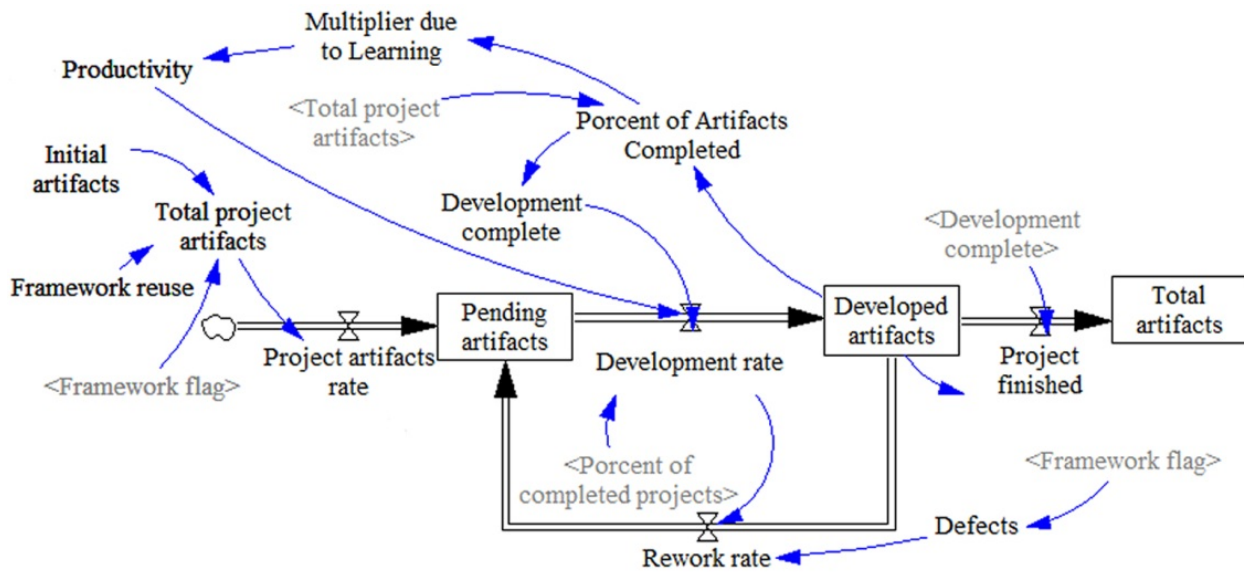 Multiplier due
to Learning
Productivity
<Total project
artifacts>
Porcent of Artifacts
Completed
Initial
artifacts
Total project
artifacts
Development
complete
<Development
complete>
Framework reuse
Pending
artifacts
Developed
artifacts
Total
artifacts
Project artifacts
rate
Development rate
Project
finished
<Framework flag>
<Porcent of
completed projects>
<Framework flag>
Defects
Rework rate